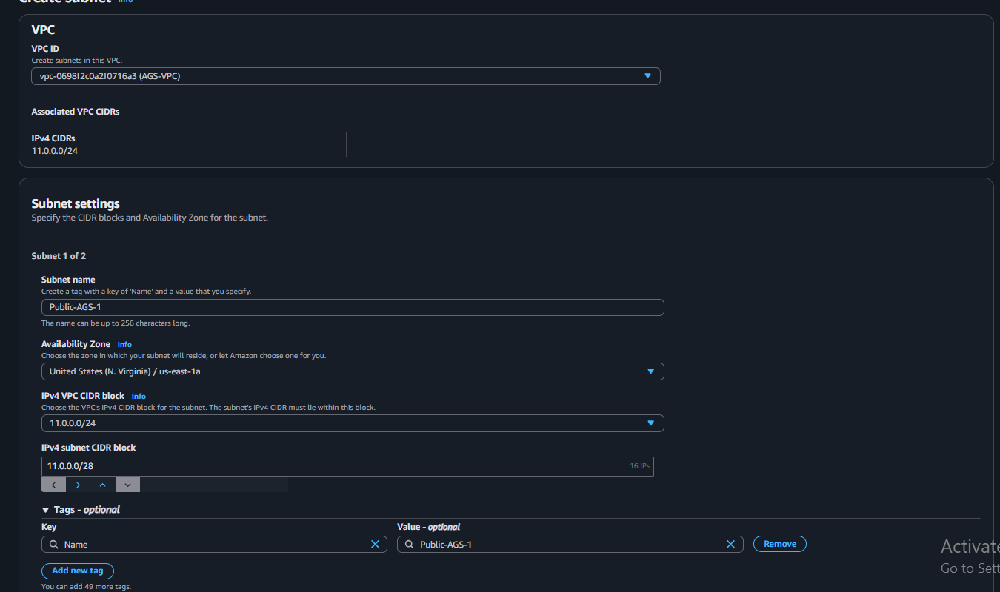 Create subnet Info
VPC
VPC ID
Create subnets in this VPC.
vpc-0698f2c0a2f0716a3 (AGS-VPC)
Associated VPC CIDRs
IPv4 CIDRs
11.0.0.0/24
Subnet settings
Specify the CIDR blocks and Availability Zone for the subnet.
Subnet 1 of 2
Subnet name
Create a tag with a key of 'Name' and a value that you specify.
Public-AGS-1
The name can be up to 256 characters long.
Availability Zone Info
Choose the zone in which your subnet will reside, or let Amazon choose one for you.
United States (N. Virginia) / us-east-1a
IPv4 VPC CIDR block Info
Choose the VPC's IPv4 CIDR block for the subnet. The subnet's IPv4 CIDR must lie within this block.
11.0.0.0/24
IPv4 subnet CIDR block
11.0.0.0/28 16 IPs
Tags - optional
Key Value - optional
Name Public-AGS-1 Remove
Add new tag
You can add 49 more tags.
Activate
Go to Sett